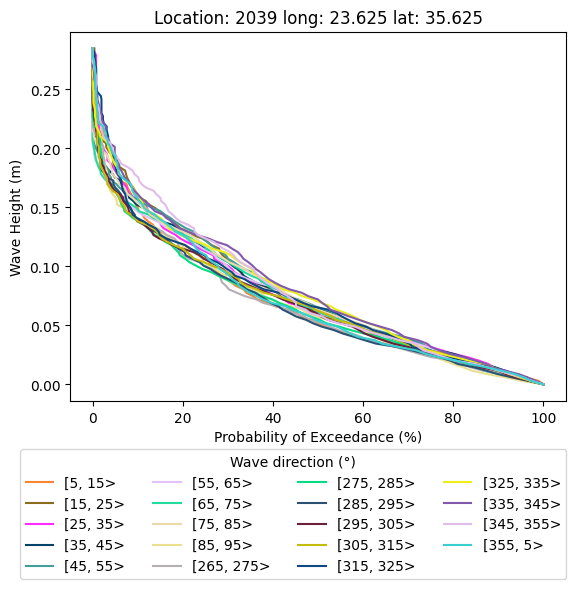 Location: 2039 long: 23.625 lat: 35.625
Wave Height (m)
0.25
0.20
0.15
0.10
0.05
0.00
0 20 40 60 80 100
Probability of Exceedance (%)
Wave direction (°)
[5, 15> [55, 65> [275, 285> [325, 335>
[15, 25> [65, 75> [285, 295> [335, 345>
[25, 35> [75, 85> [295, 305> [345, 355>
[35, 45> [85, 95> [305, 315> [355, 5>
[45, 55> [265, 275> [315, 325>